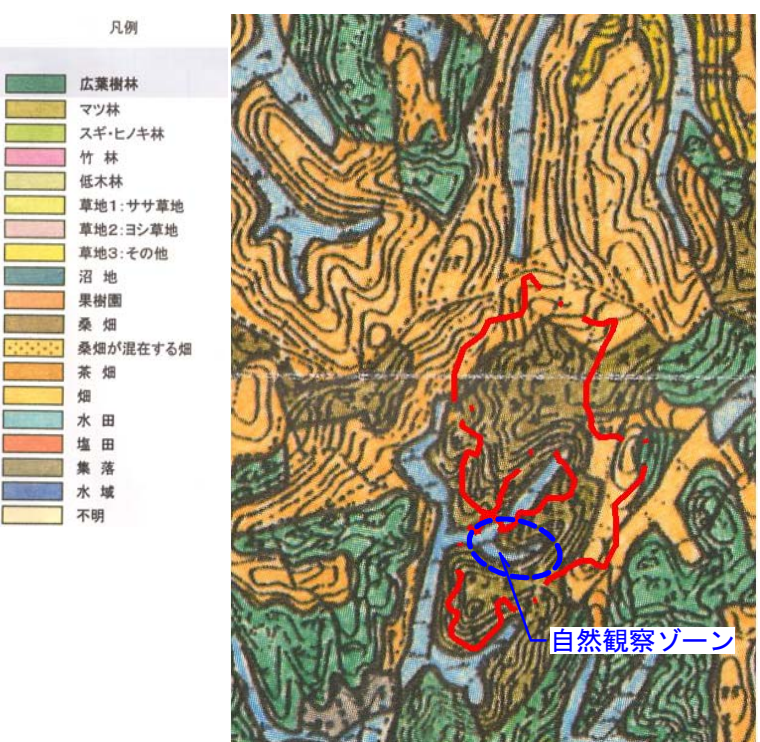 凡例
広葉樹林
マツ林
スギ・ヒノキ林
竹 林
低木林
草地1:ササ草地
草地2:ヨシ草地
草地3:その他
沼 地
果樹園
桑 畑
桑畑が混在する畑
茶 畑
畑
水 田
塩 田
集 落
水 域
不明
自然観察ゾーン